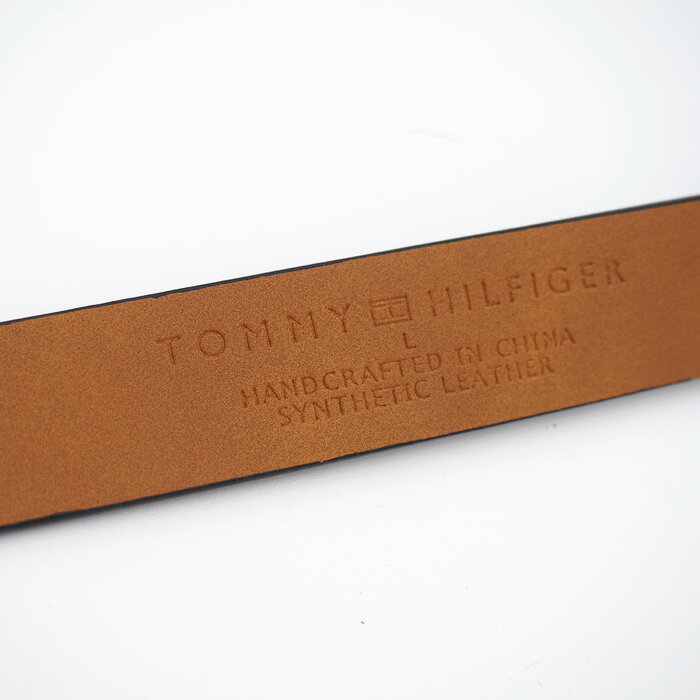 TOMMY HILFIGER
L
HANDCRAFTED IN CHINA
SYNTHETIC LEATHER